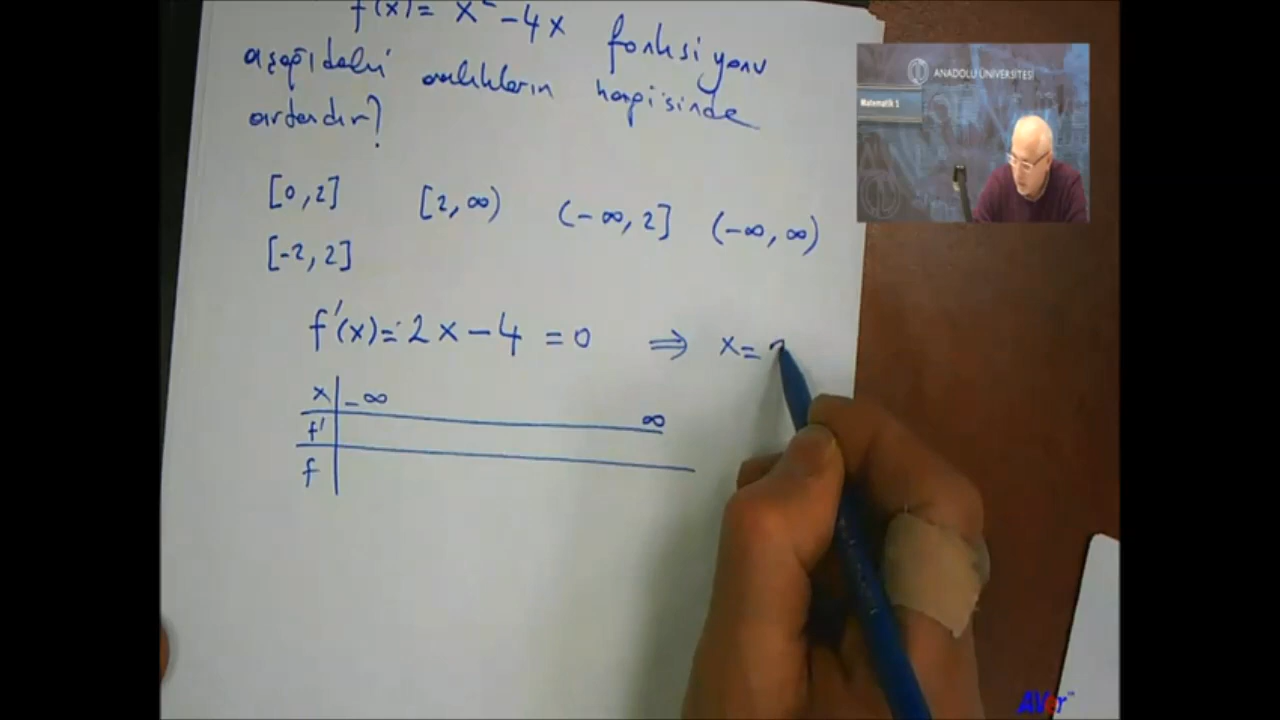 f(x) = x² - 4x fonksiyonu
aşağıdaki aralıkların hangisinde
artandır?
[0, 2] [2, ∞) (-∞, 2] (-∞, ∞)
[-2, 2]
f'(x) = 2x - 4 = 0 ⇒ x =
x -∞ ∞
f'
f
ANADOLU ÜNİVERSİTESİ
Matematik 1
AVer™